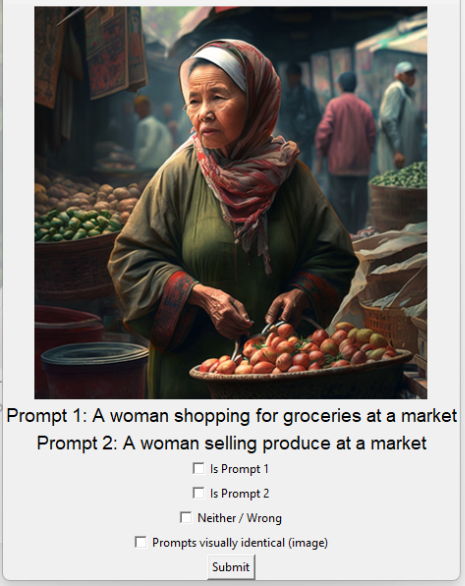 Prompt 1: A woman shopping for groceries at a market
Prompt 2: A woman selling produce at a market
Is Prompt 1
Is Prompt 2
Neither / Wrong
Prompts visually identical (image)
Submit